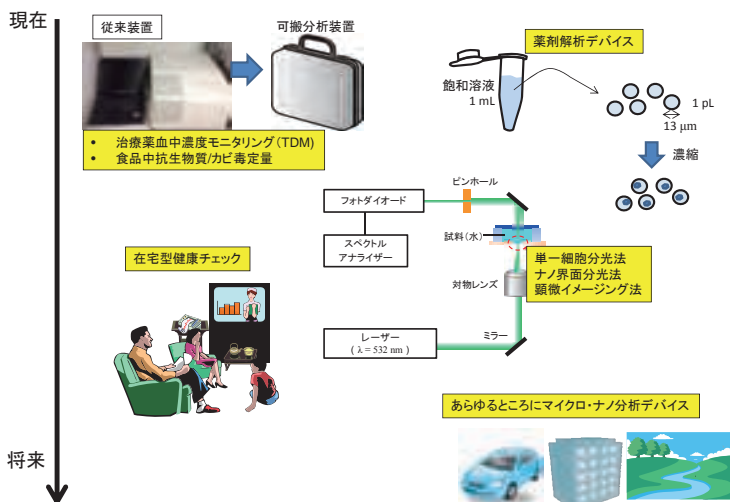 現在
従来装置
可搬分析装置
・ 治療薬血中濃度モニタリング(TDM)
・ 食品中抗生物質/カビ毒定量
薬剤解析デバイス
飽和溶液
1 mL
1 pL
13 μm
濃縮
ピンホール
フォトダイオード
スペクトル
アナライザー
試料(水)
単一細胞分光法
ナノ界面分光法
顕微イメージング法
対物レンズ
レーザー
( λ = 532 nm )
ミラー
在宅型健康チェック
あらゆるところにマイクロ・ナノ分析デバイス
将来